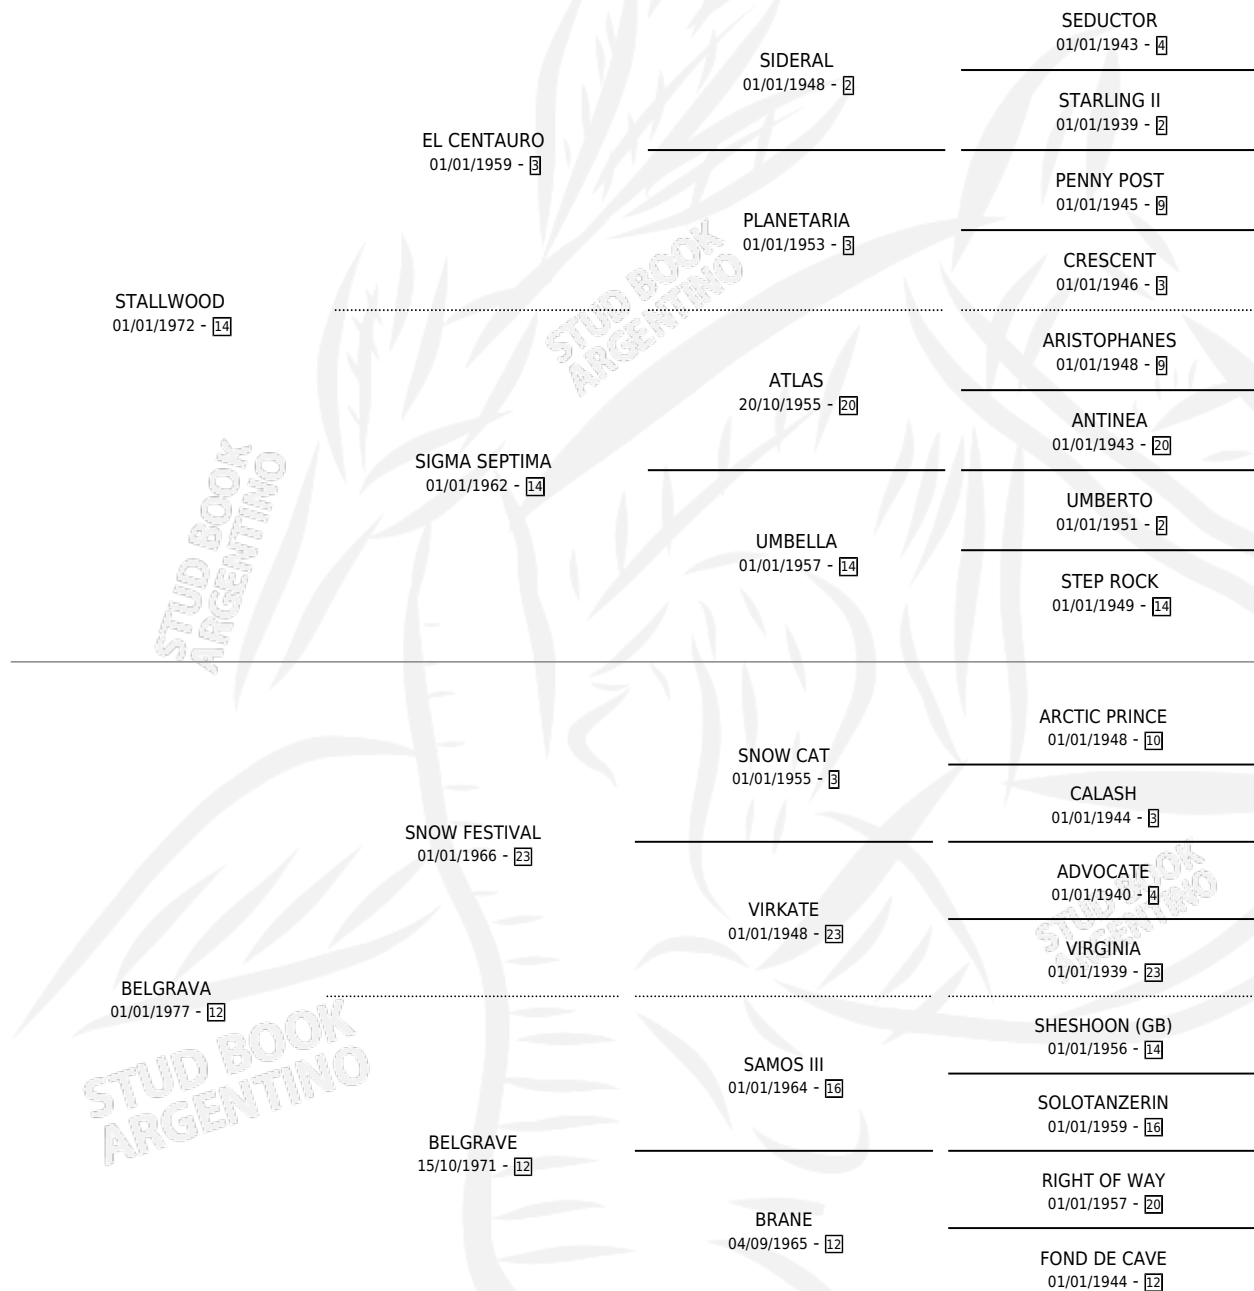 SEDUCTOR
01/01/1943 - 4
SIDERAL
01/01/1948 - 2
STARLING II
01/01/1939 - 2
EL CENTAURO
01/01/1959 - 3
PENNY POST
01/01/1945 - 9
PLANETARIA
01/01/1953 - 3
CRESCENT
01/01/1946 - 3
STALLWOOD
01/01/1972 - 14
STUD BOOK
ARGENTINO
ARISTOPHANES
01/01/1948 - 9
ATLAS
20/10/1955 - 20
ANTINEA
01/01/1943 - 20
SIGMA SEPTIMA
01/01/1962 - 14
UMBERTO
01/01/1951 - 2
UMBELLA
01/01/1957 - 14
STEP ROCK
01/01/1949 - 14
STUD BOOK
ARGENTINO
ARCTIC PRINCE
01/01/1948 - 10
SNOW CAT
01/01/1955 - 3
CALASH
01/01/1944 - 3
SNOW FESTIVAL
01/01/1966 - 23
ADVOCATE
01/01/1940 - 4
VIRKATE
01/01/1948 - 23
VIRGINIA
01/01/1939 - 23
STUD BOOK
ARGENTINO
BELGRAVA
01/01/1977 - 12
STUD BOOK
ARGENTINO
SHESHOON (GB)
01/01/1956 - 14
SAMOS III
01/01/1964 - 16
SOLOTANZERIN
01/01/1959 - 16
BELGRAVE
15/10/1971 - 12
RIGHT OF WAY
01/01/1957 - 20
BRANE
04/09/1965 - 12
FOND DE CAVE
01/01/1944 - 12